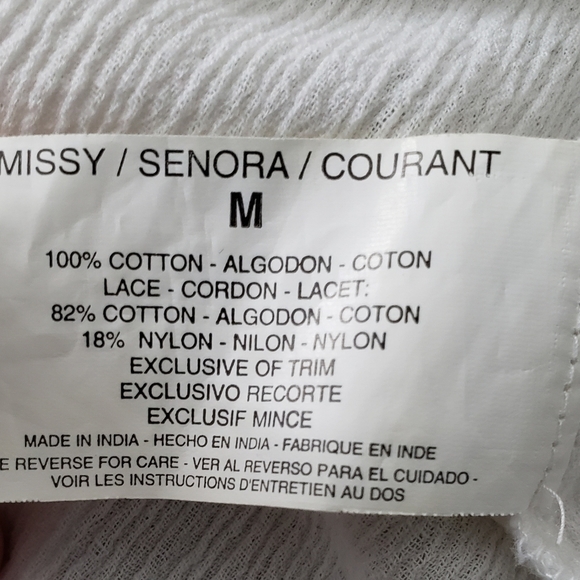 MISSY / SENORA / COURANT
M
100% COTTON - ALGODON - COTON
LACE - CORDON - LACET:
82% COTTON - ALGODON - COTON
18% NYLON - NILON - NYLON
EXCLUSIVE OF TRIM
EXCLUSIVO RECORTE
EXCLUSIF MINCE
MADE IN INDIA - HECHO EN INDIA - FABRIQUE EN INDE
REVERSE FOR CARE - VER AL REVERSO PARA EL CUIDADO -
VOIR LES INSTRUCTIONS D'ENTRETIEN AU DOS